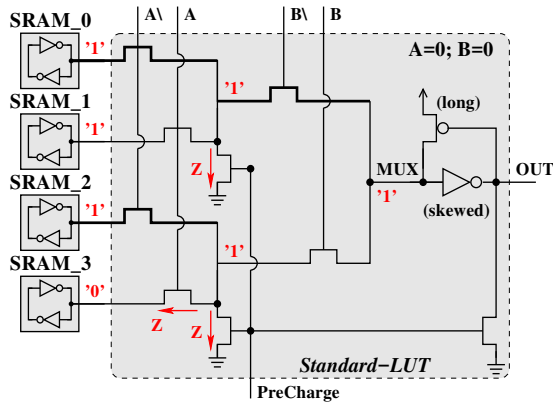 SRAM_0
A\ A B\ B
A=0; B=0
'1'
'1'
(long)
SRAM_1
'1'
Z
MUX
OUT
SRAM_2
'1'
'1'
(skewed)
'1'
SRAM_3
'0'
Z
Z
Standard-LUT
PreCharge